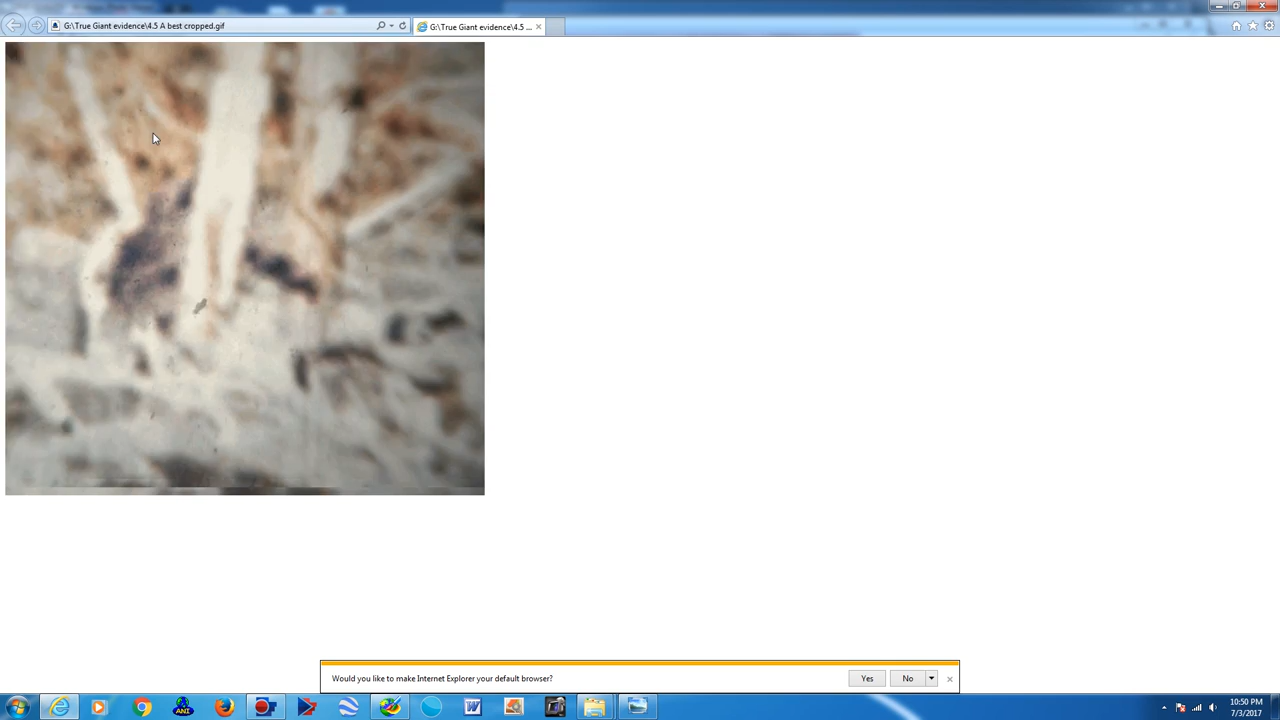 G:\True Giant evidence\4.5 A best cropped.gif
G:\True Giant evidence\4.5 ...
Would you like to make Internet Explorer your default browser?
Yes
No
ANI
W
10:50 PM
7/3/2017